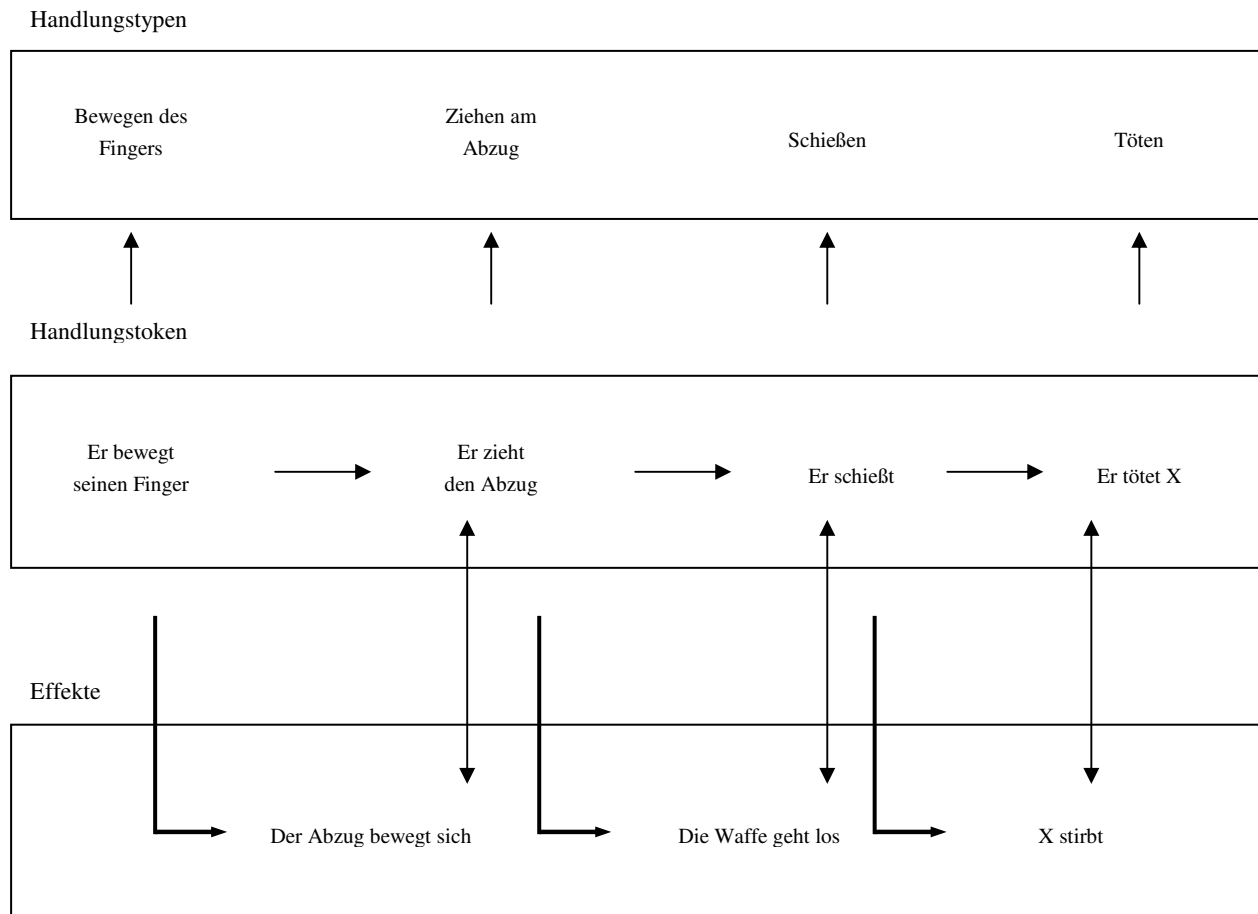 Handlungstypen
Bewegen des
Fingers
Ziehen am
Abzug
Schießen
Töten
Handlungstoken
Er bewegt
seinen Finger
Er zieht
den Abzug
Er schießt
Er tötet X
Effekte
Der Abzug bewegt sich
Die Waffe geht los
X stirbt